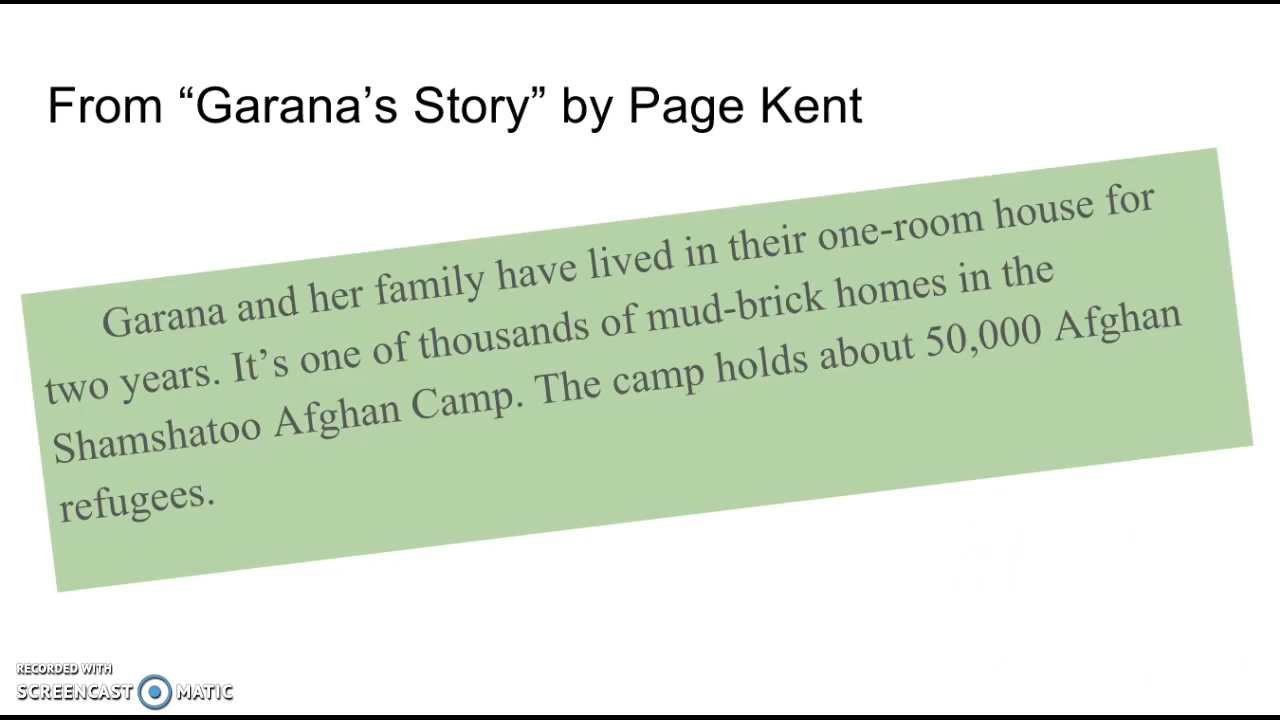 From “Garana’s Story” by Page Kent
Garana and her family have lived in their one-room house for
two years. It’s one of thousands of mud-brick homes in the
Shamshatoo Afghan Camp. The camp holds about 50,000 Afghan
refugees.
RECORDED WITH
SCREENCAST MATIC